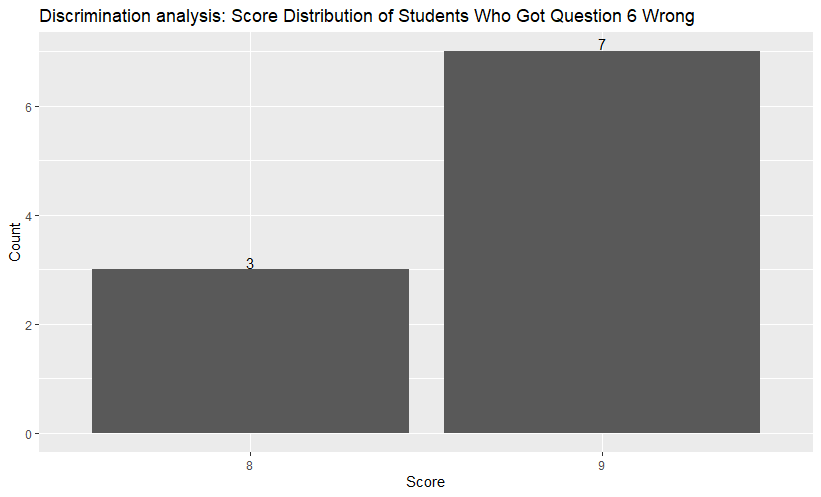 Discrimination analysis: Score Distribution of Students Who Got Question 6 Wrong
7
6
4
3
2
0
Count
8 9
Score